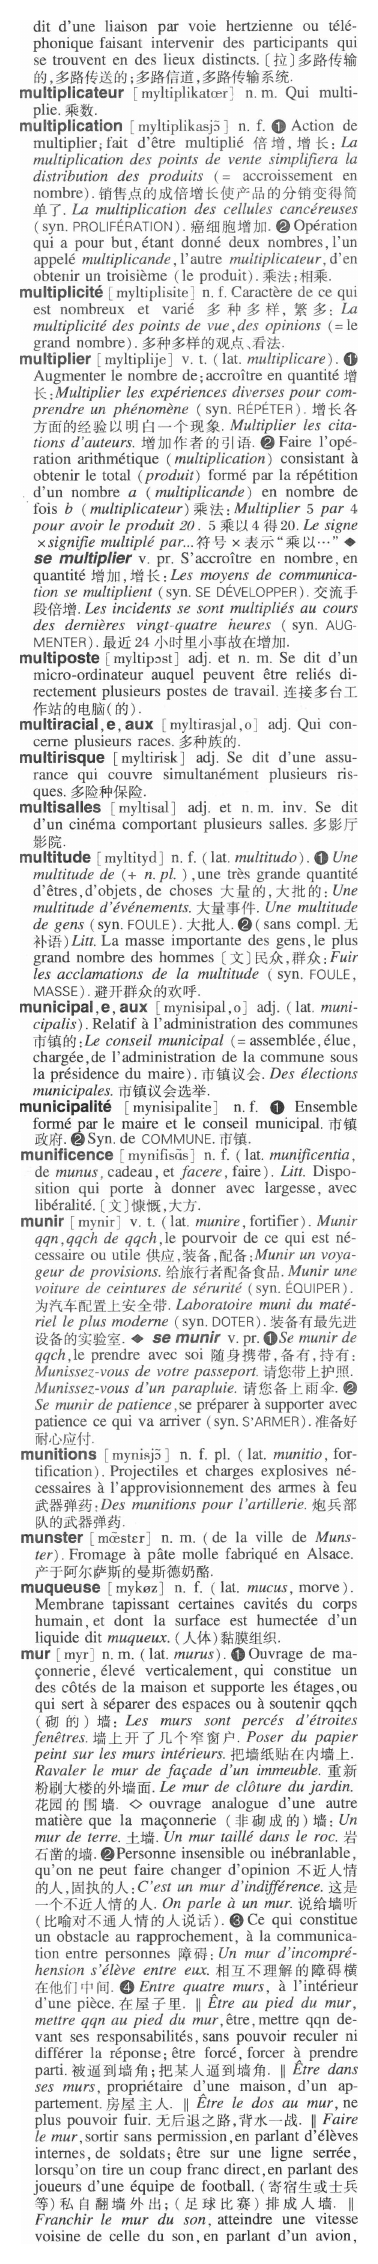 dit d'une liaison par voie hertzienne ou télé-
phonique faisant intervenir des participants qui
se trouvent en des lieux distincts.〔拉〕多路传输
的,多路传送的;多路信道,多路传输系统.
multiplicateur [myltiplikatœr] n. m. Qui multi-
plie. 乘数.
multiplication [myltiplikasjɔ̃] n. f. ❶ Action de
multiplier; fait d'être multiplié 倍增, 增长: La
multiplication des points de vente simplifiera la
distribution des produits (= accroissement en
nombre). 销售点的成倍增长使产品的分销变得简
单了. La multiplication des cellules cancéreuses
(syn. PROLIFÉRATION). 癌细胞增加. ❷ Opération
qui a pour but, étant donné deux nombres, l'un
appelé multiplicande, l'autre multiplicateur, d'en
obtenir un troisième (le produit). 乘法;相乘.
multiplicité [myltiplisite] n. f. Caractère de ce qui
est nombreux et varié 多种多样, 繁多: La
multiplicité des points de vue, des opinions (= le
grand nombre). 多种多样的观点、看法.
multiplier [myltiplije] v. t. (lat. multiplicare). ❶
Augmenter le nombre de; accroître en quantité 增
长: Multiplier les expériences diverses pour com-
prendre un phénomène (syn. RÉPÉTER). 增长各
方面的经验以明白一个现象. Multiplier les cita-
tions d'auteurs. 增加作者的引语. ❷ Faire l'opé-
ration arithmétique (multiplication) consistant à
obtenir le total (produit) formé par la répétition
d'un nombre a (multiplicande) en nombre de
fois b (multiplicateur) 乘法: Multiplier 5 par 4
pour avoir le produit 20. 5 乘以 4 得 20. Le signe
×signifie multiplié par... 符号 × 表示“乘以…” ◆
se multiplier v. pr. S'accroître en nombre, en
quantité 增加, 增长: Les moyens de communica-
tion se multiplient (syn. SE DÉVELOPPER). 交流手
段倍增. Les incidents se sont multipliés au cours
des dernières vingt-quatre heures (syn. AUG-
MENTER). 最近 24 小时里小事故在增加.
multiposte [myltipɔst] adj. et n. m. Se dit d'un
micro-ordinateur auquel peuvent être reliés di-
rectement plusieurs postes de travail. 连接多台工
作站的电脑(的).
multiracial, e, aux [myltirasjal, o] adj. Qui con-
cerne plusieurs races. 多种族的.
multirisque [myltirisk] adj. Se dit d'une assu-
rance qui couvre simultanément plusieurs ris-
ques. 多险种保险.
multisalles [myltisal] adj. et n. m. inv. Se dit
d'un cinéma comportant plusieurs salles. 多影厅
影院.
multitude [myltityd] n. f. (lat. multitudo). ❶ Une
multitude de (+ n. pl.), une très grande quantité
d'êtres, d'objets, de choses 大量的, 大批的: Une
multitude d'événements. 大量事件. Une multitude
de gens (syn. FOULE). 大批人. ❷ (sans compl. 无
补语) Litt. La masse importante des gens, le plus
grand nombre des hommes〔文〕民众, 群众: Fuir
les acclamations de la multitude (syn. FOULE,
MASSE). 避开群众的欢呼.
municipal, e, aux [mynisipal, o] adj. (lat. muni-
cipalis). Relatif à l'administration des communes
市镇的: Le conseil municipal (= assemblée, élue,
chargée, de l'administration de la commune sous
la présidence du maire). 市镇议会. Des élections
municipales. 市镇议会选举.
municipalité [mynisipalite] n. f. ❶ Ensemble
formé par le maire et le conseil municipal. 市镇
政府. ❷ Syn. de COMMUNE. 市镇.
munificence [mynifisɑ̃s] n. f. (lat. munificentia,
de munus, cadeau, et facere, faire). Litt. Dispo-
sition qui porte à donner avec largesse, avec
libéralité.〔文〕慷慨, 大方.
munir [mynir] v. t. (lat. munire, fortifier). Munir
qqn, qqch de qqch, le pourvoir de ce qui est né-
cessaire ou utile 供应, 装备, 配备: Munir un voya-
geur de provisions. 给旅行者配备食品. Munir une
voiture de ceintures de sérurité (syn. ÉQUIPER).
为汽车配置上安全带. Laboratoire muni du maté-
riel le plus moderne (syn. DOTER). 装备有最先进
设备的实验室. ◆ se munir v. pr. ❶ Se munir de
qqch, le prendre avec soi 随身携带, 备有, 持有:
Munissez-vous de votre passeport. 请您带上护照.
Munissez-vous d'un parapluie. 请您备上雨伞. ❷
Se munir de patience, se préparer à supporter avec
patience ce qui va arriver (syn. S'ARMER). 准备好
耐心应付.
munitions [mynisjɔ̃] n. f. pl. (lat. munitio, for-
tification). Projectiles et charges explosives né-
cessaires à l'approvisionnement des armes à feu
武器弹药: Des munitions pour l'artillerie. 炮兵部
队的武器弹药.
munster [mœ̃stɛr] n. m. (de la ville de Muns-
ter). Fromage à pâte molle fabriqué en Alsace.
产于阿尔萨斯的曼斯德奶酪.
muqueuse [mykøz] n. f. (lat. mucus, morve).
Membrane tapissant certaines cavités du corps
humain, et dont la surface est humectée d'un
liquide dit muqueux. (人体)黏膜组织.
mur [myr] n. m. (lat. murus). ❶ Ouvrage de ma-
çonnerie, élevé verticalement, qui constitue un
des côtés de la maison et supporte les étages, ou
qui sert à séparer des espaces ou à soutenir qqch
(砌的)墙: Les murs sont percés d'étroites
fenêtres. 墙上开了几个窄窗户. Poser du papier
peint sur les murs intérieurs. 把墙纸贴在内墙上.
Ravaler le mur de façade d'un immeuble. 重新
粉刷大楼的外墙面. Le mur de clôture du jardin.
花园的围墙. ◇ ouvrage analogue d'une autre
matière que la maçonnerie (非砌成的)墙: Un
mur de terre. 土墙. Un mur taillé dans le roc. 岩
石凿的墙. ❷ Personne insensible ou inébranlable,
qu'on ne peut faire changer d'opinion 不近人情
的人, 固执的人: C'est un mur d'indifférence. 这是
一个不近人情的人. On parle à un mur. 说给墙听
(比喻对不通人情的人说话). ❸ Ce qui constitue
un obstacle au rapprochement, à la communica-
tion entre personnes 障碍: Un mur d'incompré-
hension s'élève entre eux. 相互不理解的障碍横
在他们中间. ❹ Entre quatre murs, à l'intérieur
d'une pièce. 在屋子里. ‖ Être au pied du mur,
mettre qqn au pied du mur, être, mettre qqn de-
vant ses responsabilités, sans pouvoir reculer ni
différer la réponse; être forcé, forcer à prendre
parti. 被逼到墙角; 把某人逼到墙角. ‖ Être dans
ses murs, propriétaire d'une maison, d'un ap-
partement. 房屋主人. ‖ Être le dos au mur, ne
plus pouvoir fuir. 无后退之路, 背水一战. ‖ Faire
le mur, sortir sans permission, en parlant d'élèves
internes, de soldats; être sur une ligne serrée,
lorsqu'on tire un coup franc direct, en parlant des
joueurs d'une équipe de football. (寄宿生或士兵
等)私自翻墙外出; (足球比赛)排成人墙. ‖
Franchir le mur du son, atteindre une vitesse
voisine de celle du son, en parlant d'un avion,